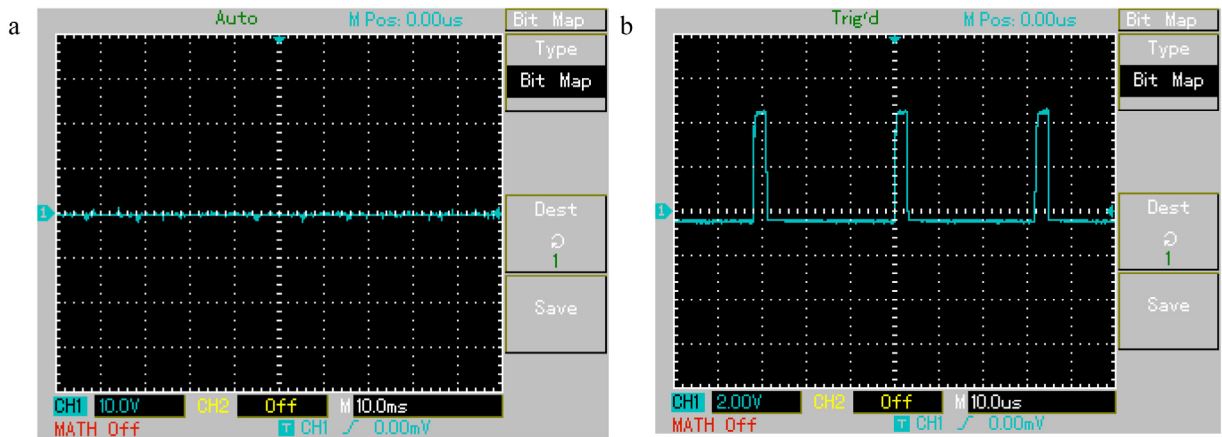 a
Auto M Pos: 0.00us Bit Map
Type
Bit Map
1
Dest
1
Save
CH1 10.0V CH2 Off M 10.0ms
MATH Off T CH1 0.00mV
b
Trig'd M Pos: 0.00us Bit Map
Type
Bit Map
1
Dest
1
Save
CH1 2.00V CH2 Off M 10.0us
MATH Off T CH1 0.00mV